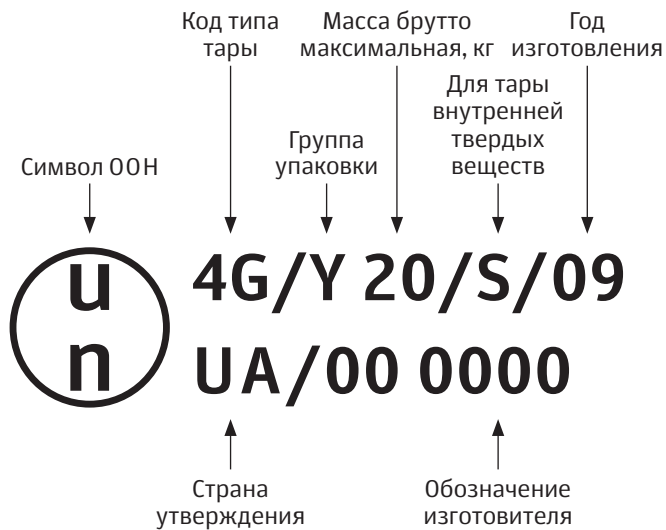 Код типа
тары
Масса брутто
максимальная, кг
Год
изготовления
Для тары
внутренней
твердых
веществ
Группа
упаковки
Символ ООН
u
n
4G/Y 20/S/09
UA/00 0000
Страна
утверждения
Обозначение
изготовителя